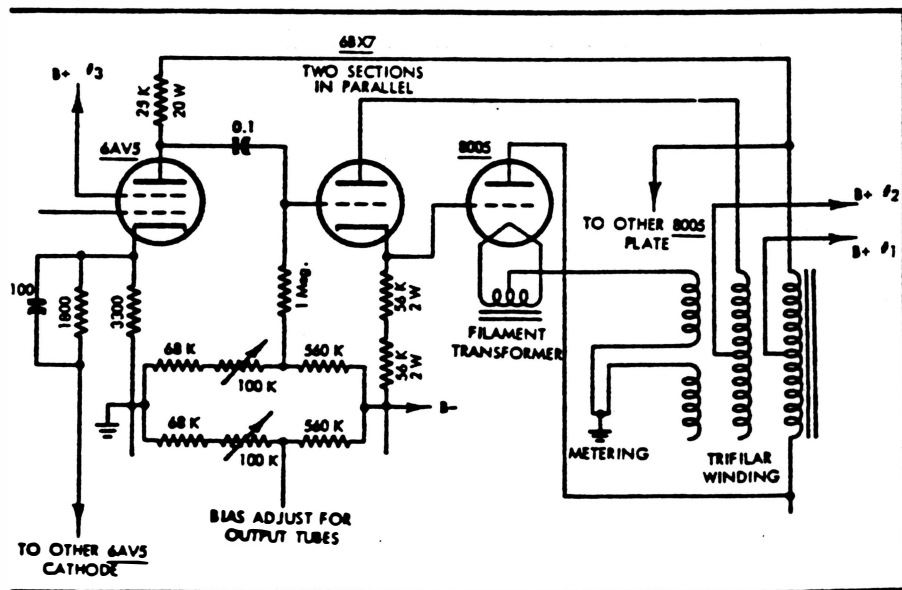 6BX7
TWO SECTIONS
IN PARALLEL
B+ #3
25 K
20 W
0.1
6AV5
8005
B+ #2
TO OTHER 8005
PLATE
B+ #1
100
1800
3300
1 Meg.
56 K
2 W
FILAMENT
TRANSFORMER
68 K
560 K
100 K
56 K
2 W
B-
68 K
560 K
100 K
METERING
TRIFILAR
WINDING
BIAS ADJUST FOR
OUTPUT TUBES
TO OTHER 6AV5
CATHODE